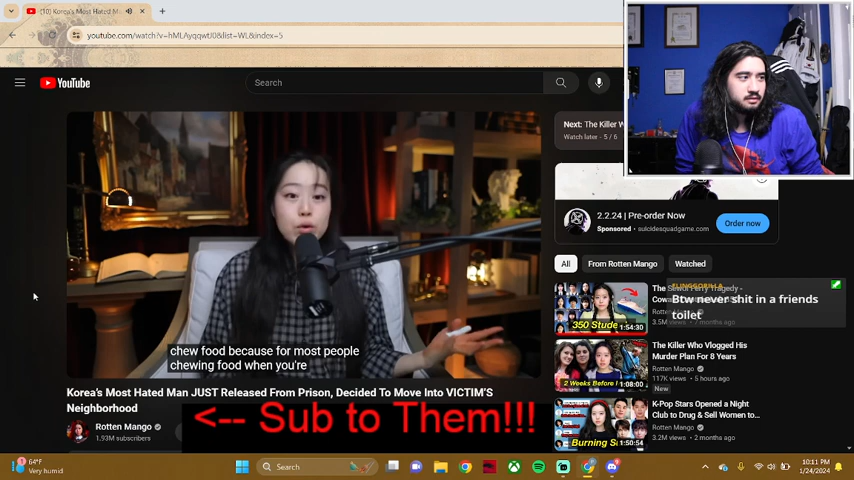 (10) Korea's Most Hated M
youtube.com/watch?v=hMLAyqqwtJ0&list=WL&index=5
YouTube
Search
Next: The Killer W
Watch later · 5 / 6
2.2.24 | Pre-order Now
Sponsored · suicidesquadgame.com
Order now
All
From Rotten Mango
Watched
chew food because for most people
chewing food when you're
Korea's Most Hated Man JUST Released From Prison, Decided To Move Into VICTIM'S
Neighborhood
Rotten Mango
1.93M subscribers
<-- Sub to Them!!!
350 Stude
1:54:30
The Sewol Ferry Tragedy -
Btw never shit in a friends
toilet
3.5M views · 7 months ago
2 Weeks Before
1:08:00
The Killer Who Vlogged His
Murder Plan For 8 Years
Rotten Mango
117K views · 5 hours ago
New
Burning S
1:50:54
K-Pop Stars Opened a Night
Club to Drug & Sell Women to...
Rotten Mango
3.2M views · 2 months ago
64°F
Very humid
Search
10:11 PM
1/24/2024